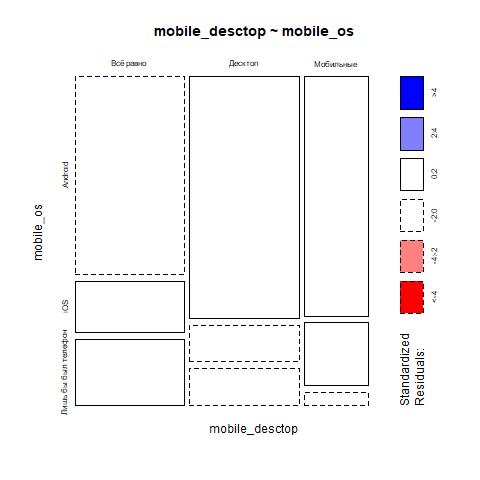 mobile_desctop ~ mobile_os
Всё равно
Десктоп
Мобильные
Android
iOS
Лишь бы был телефон
mobile_os
mobile_desctop
>4
2:4
0:2
-2:0
-4:-2
<-4
Standardized
Residuals: